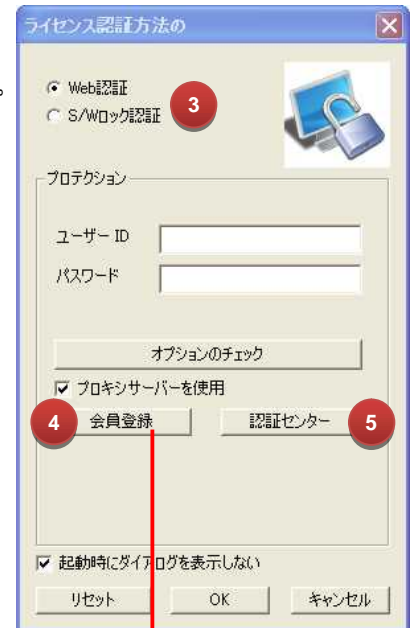 ライセンス認証方法の
。
Web認証
S/Wロック認証
3
プロテクション
ユーザー ID
パスワード
オプションのチェック
プロキシサーバーを使用
4 会員登録 認証センター 5
起動時にダイアログを表示しない
リセット OK キャンセル